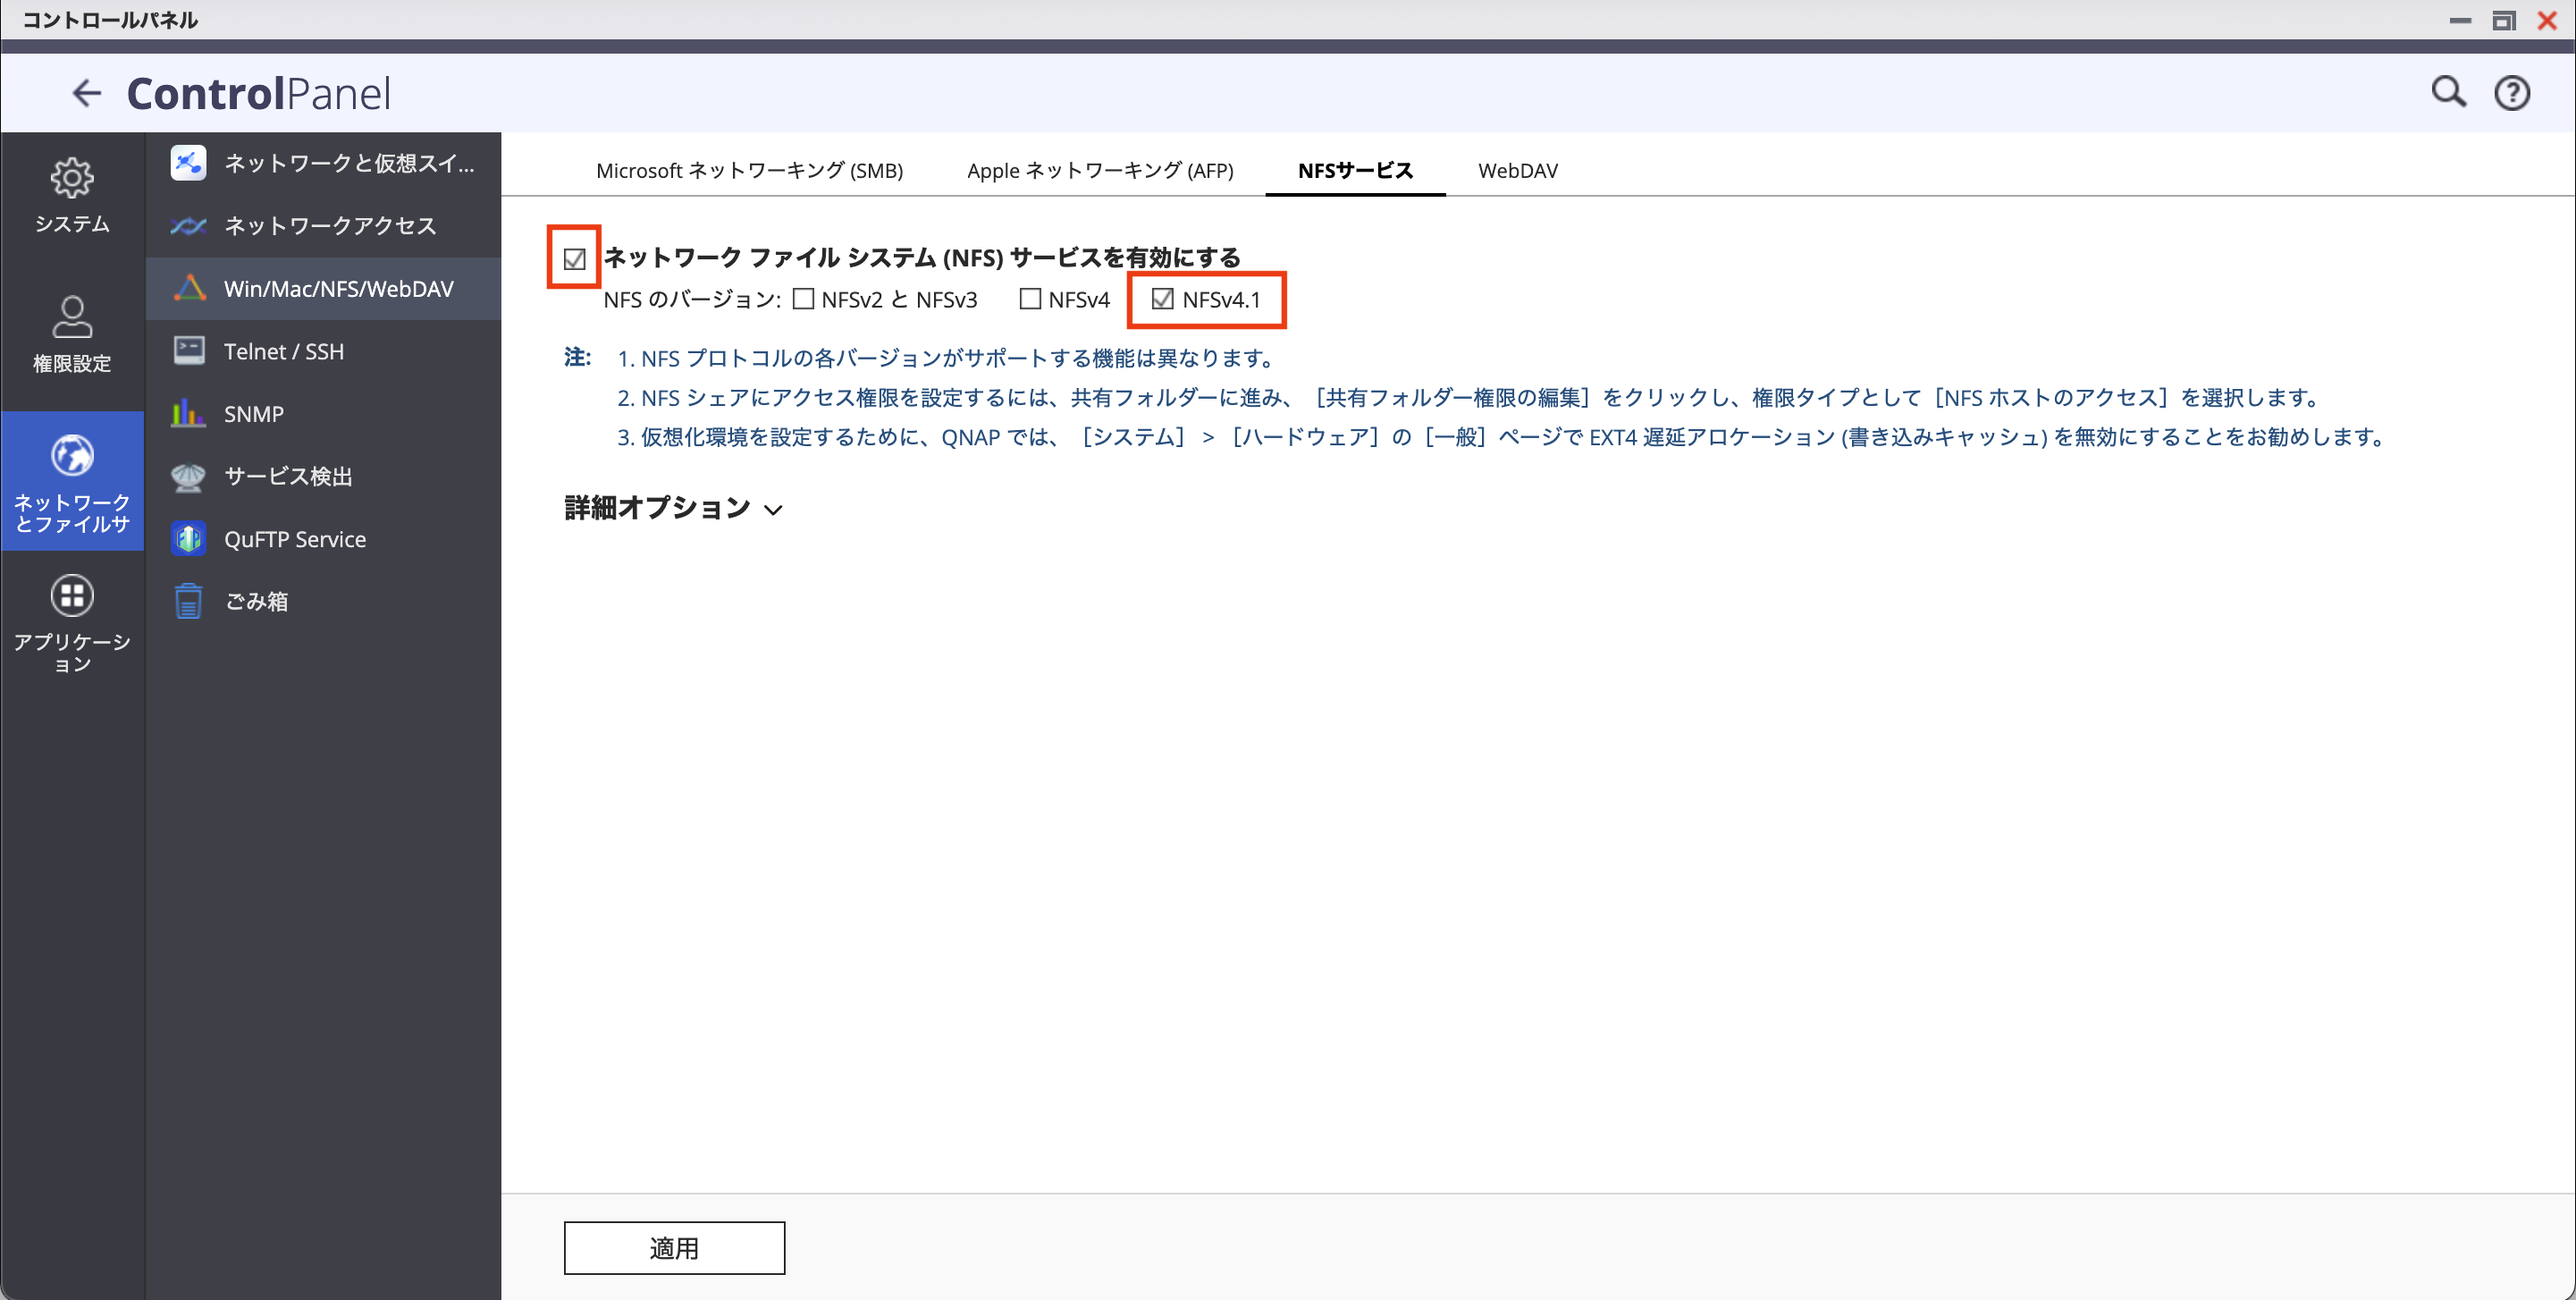 コントロールパネル
ControlPanel
システム
権限設定
ネットワーク
とファイルサ
アプリケーシ
ョン
ネットワークと仮想スイ...
ネットワークアクセス
Win/Mac/NFS/WebDAV
Telnet / SSH
SNMP
サービス検出
QuFTP Service
ごみ箱
Microsoft ネットワーキング (SMB)
Apple ネットワーキング (AFP)
NFSサービス
WebDAV
ネットワーク ファイル システム (NFS) サービスを有効にする
NFS のバージョン: NFSv2 と NFSv3 NFSv4 NFSv4.1
注: 1. NFS プロトコルの各バージョンがサポートする機能は異なります。
2. NFS シェアにアクセス権限を設定するには、共有フォルダーに進み、［共有フォルダー権限の編集］をクリックし、権限タイプとして［NFS ホストのアクセス］を選択します。
3. 仮想化環境を設定するために、QNAP では、［システム］ > ［ハードウェア］の［一般］ページで EXT4 遅延アロケーション (書き込みキャッシュ) を無効にすることをお勧めします。
詳細オプション
適用